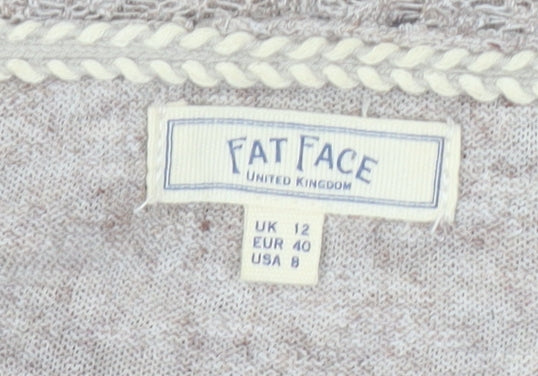 FAT FACE
UNITED KINGDOM
UK 12
EUR 40
USA 8